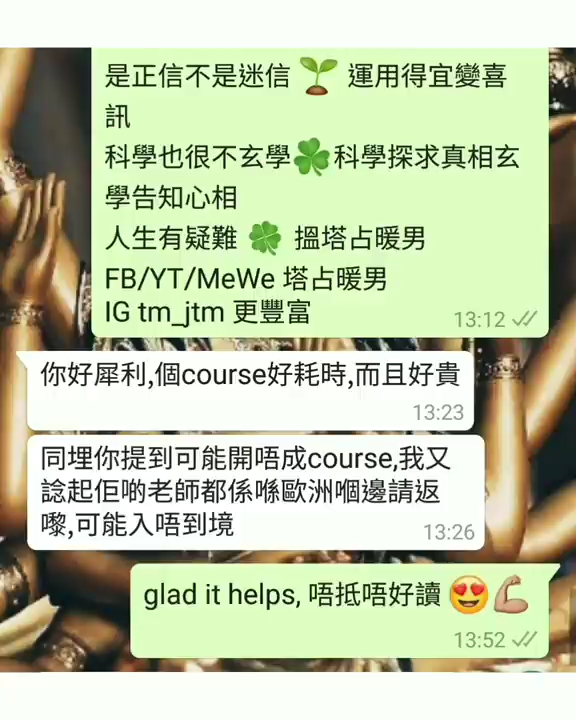 是正信不是迷信 🌱 運用得宜變喜
訊
科學也很不玄學🍀科學探求真相玄
學告知心相
人生有疑難 🍀 搵塔占暖男
FB/YT/MeWe 塔占暖男
IG tm_jtm 更豐富
13:12
你好犀利,個course好耗時,而且好貴
13:23
同埋你提到可能開唔成course,我又
諗起佢啲老師都係喺歐洲嗰邊請返
嚟,可能入唔到境
13:26
glad it helps, 唔抵唔好讀 😍💪🏼
13:52